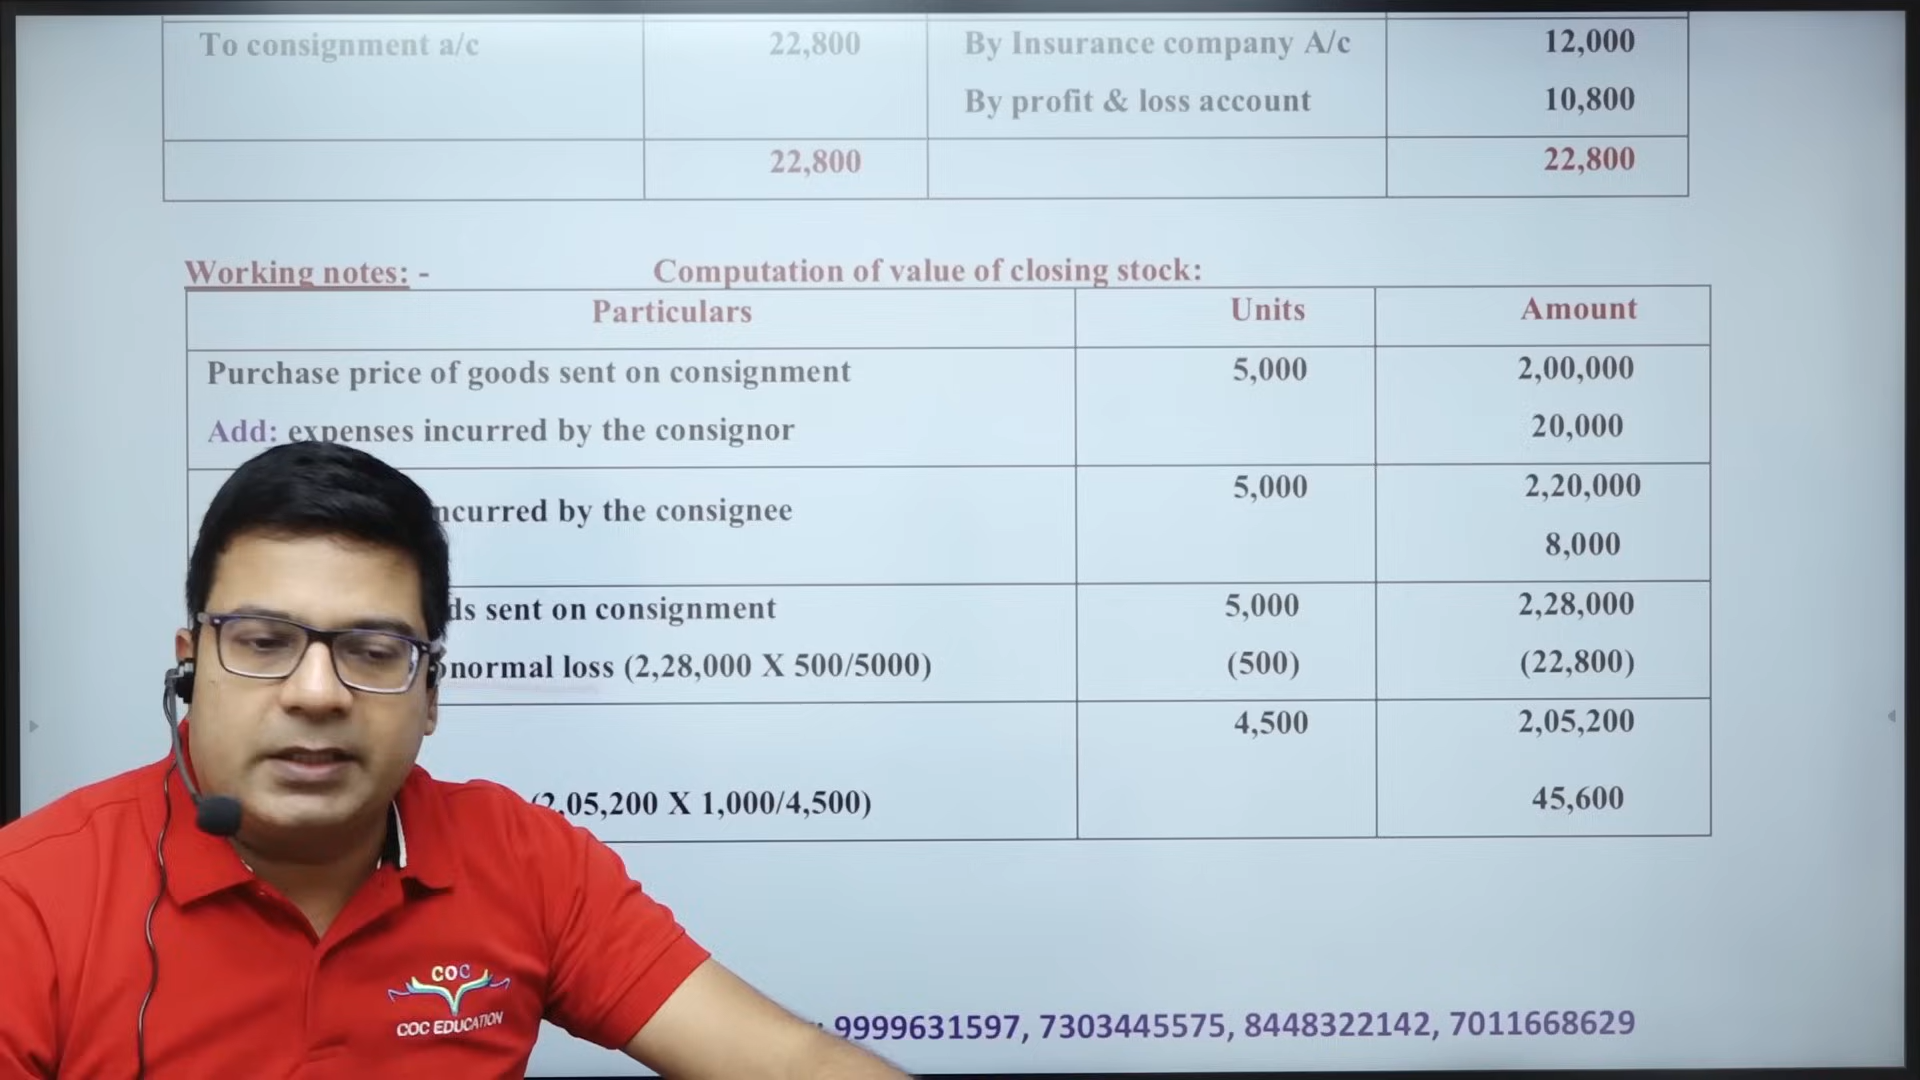 To consignment a/c 22,800 By Insurance company A/c 12,000
By profit & loss account 10,800
22,800 22,800
Working notes: - Computation of value of closing stock:
Particulars Units Amount
Purchase price of goods sent on consignment 5,000 2,00,000
Add: expenses incurred by the consignor 20,000
5,000 2,20,000
by the consignee
8,000
sent on consignment 5,000 2,28,000
loss (2,28,000 X 500/5000) (500) (22,800)
4,500 2,05,200
(2,05,200 X 1,000/4,500) 45,600
COC
COC EDUCATION
9999631597, 7303445575, 8448322142, 7011668629